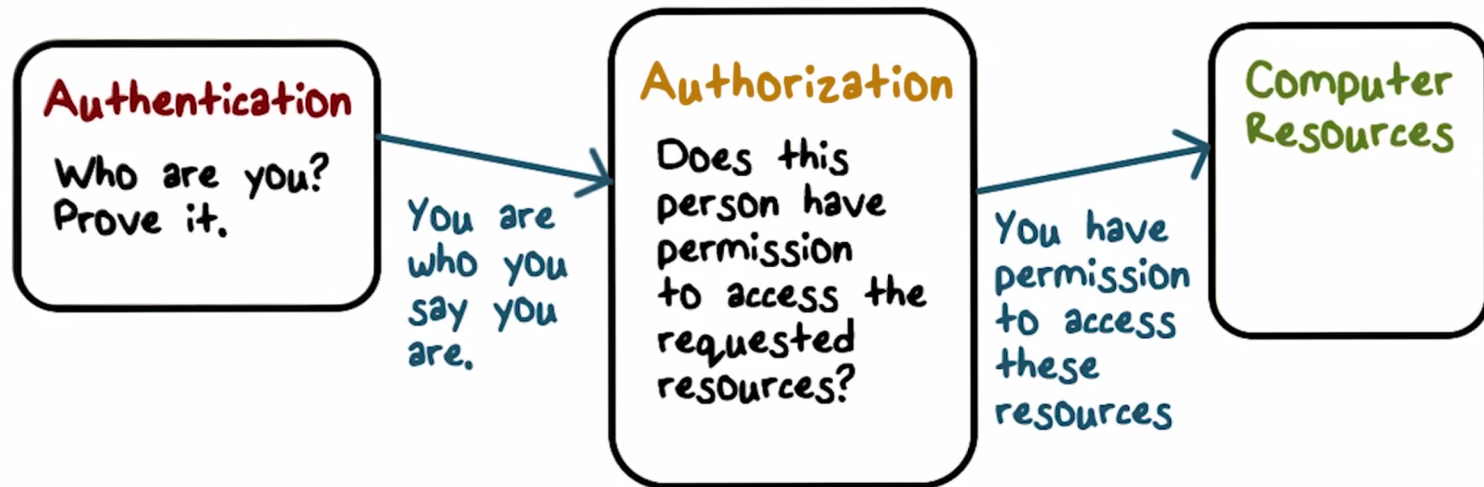 Authentication
Who are you?
Prove it.
You are
who you
say you
are.
Authorization
Does this
person have
permission
to access the
requested
resources?
You have
permission
to access
these
resources
Computer
Resources